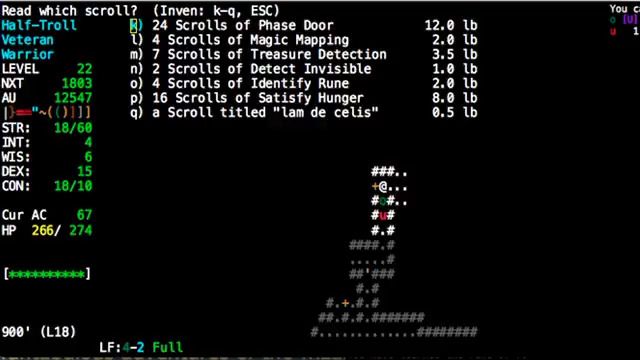 Read which scroll? (Inven: k-q, ESC) You ca
Half-Troll k) 24 Scrolls of Phase Door 12.0 lb o [U]
Veteran l) 4 Scrolls of Magic Mapping 2.0 lb u 1
Warrior m) 7 Scrolls of Treasure Detection 3.5 lb
LEVEL 22 n) 2 Scrolls of Detect Invisible 1.0 lb
NXT 1803 o) 4 Scrolls of Identify Rune 2.0 lb
AU 12547 p) 16 Scrolls of Satisfy Hunger 8.0 lb
|}=="~(()]]] q) a Scroll titled "lam de celis" 0.5 lb
STR: 18/60
INT: 4
WIS: 6
DEX: 15 ###..
CON: 18/10 +@...
#o#..
Cur AC 67 #u#
HP 266/ 274 #.#
####.#
.....#
[**********] ##'###
#.#
#.+.#.#
##.#.#.#######
900' (L18) #.............########
LF:4-2 Full